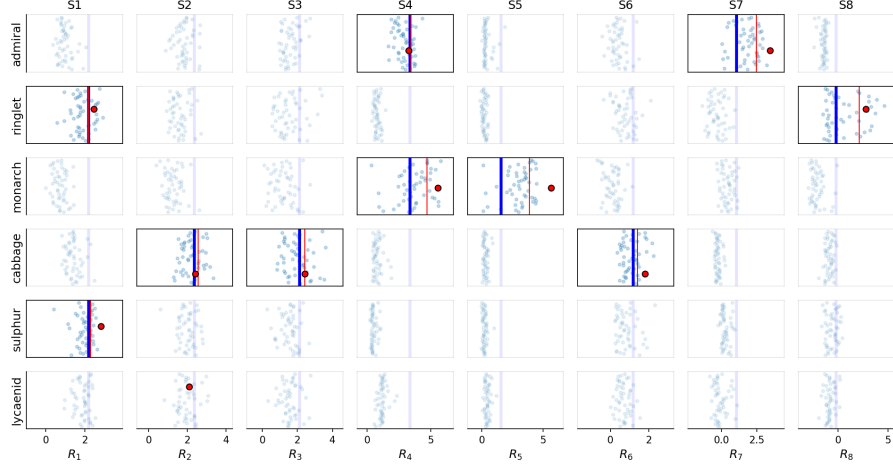 S1 S2 S3 S4 S5 S6 S7 S8
admiral
ringlet
monarch
cabbage
sulphur
lycaenid
0 2 0 2 4 0 2 4 0 5 0 5 0 2 0.0 2.5 0 5
R1 R2 R3 R4 R5 R6 R7 R8